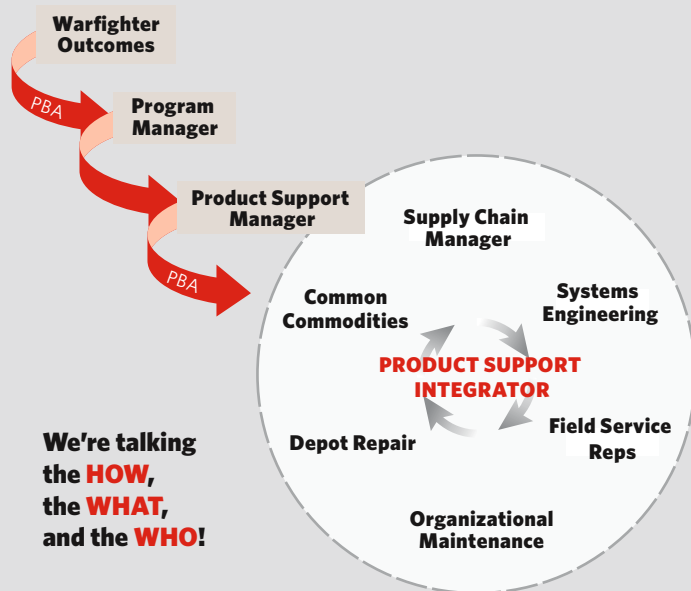 Warfighter
Outcomes
PBA
Program
Manager
Product Support
Manager
PBA
Supply Chain
Manager
Common
Commodities
Systems
Engineering
PRODUCT SUPPORT
INTEGRATOR
Depot Repair
Field Service
Reps
Organizational
Maintenance
We're talking
the HOW,
the WHAT,
and the WHO!